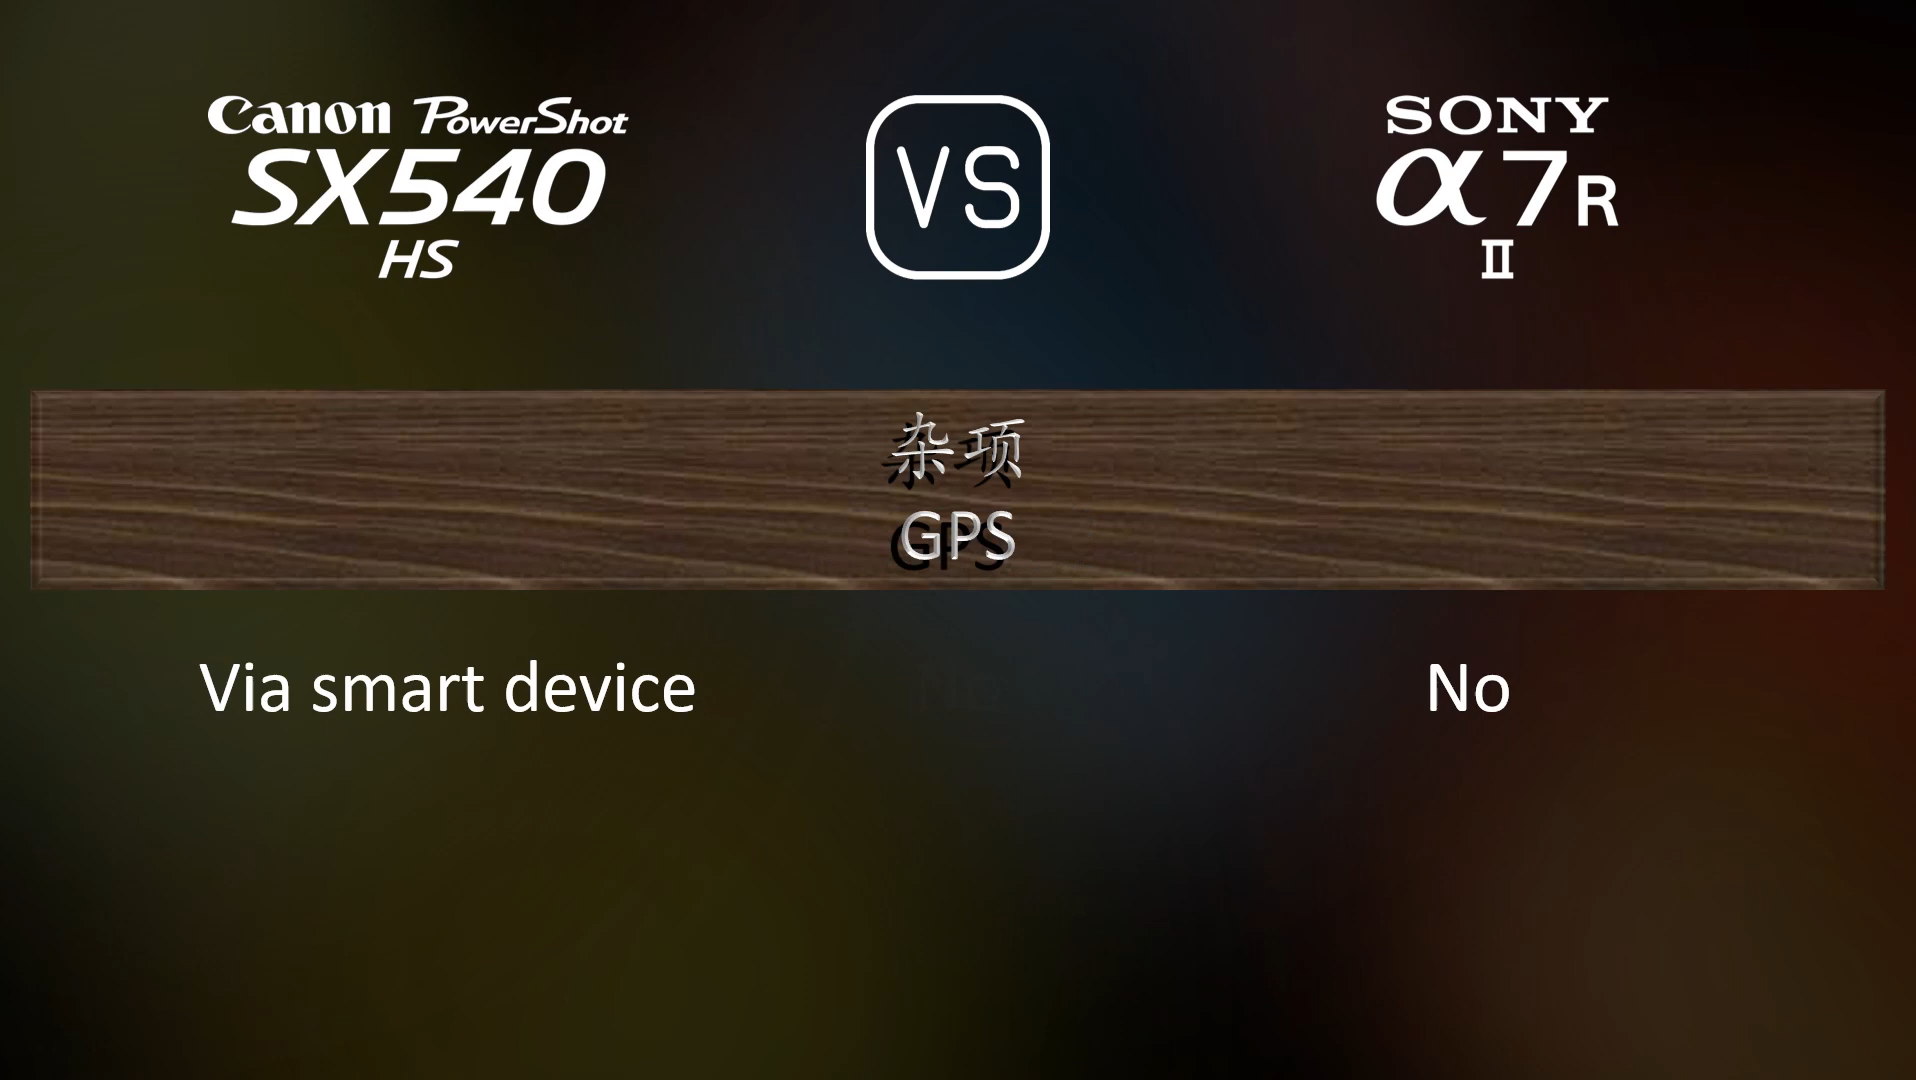 Canon PowerShot
SX540
HS
VS
SONY
α7R
II
杂项
GPS
Via smart device
No